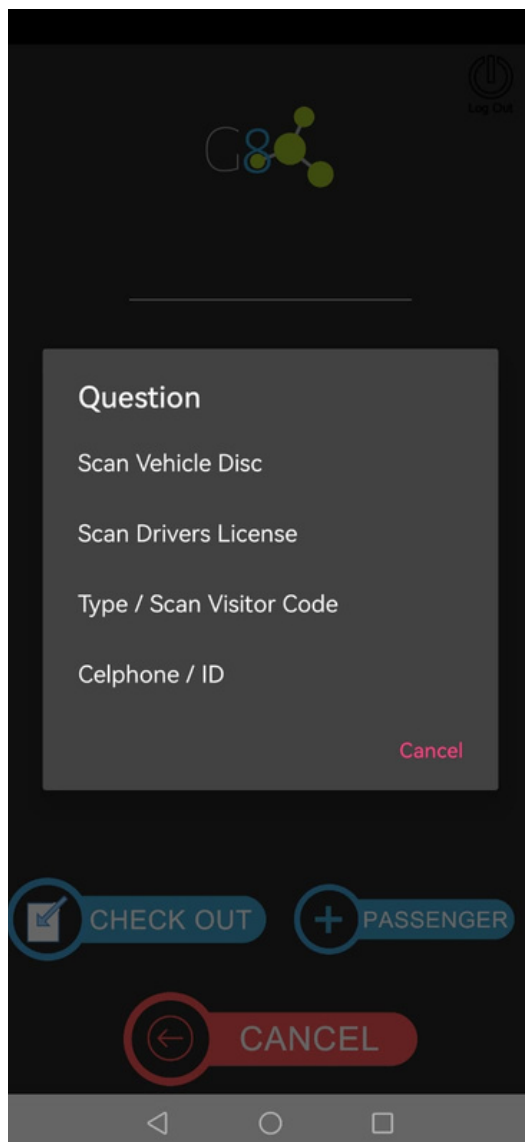 Log Out
G8
Question
Scan Vehicle Disc
Scan Drivers License
Type / Scan Visitor Code
Celphone / ID
Cancel
CHECK OUT
PASSENGER
CANCEL